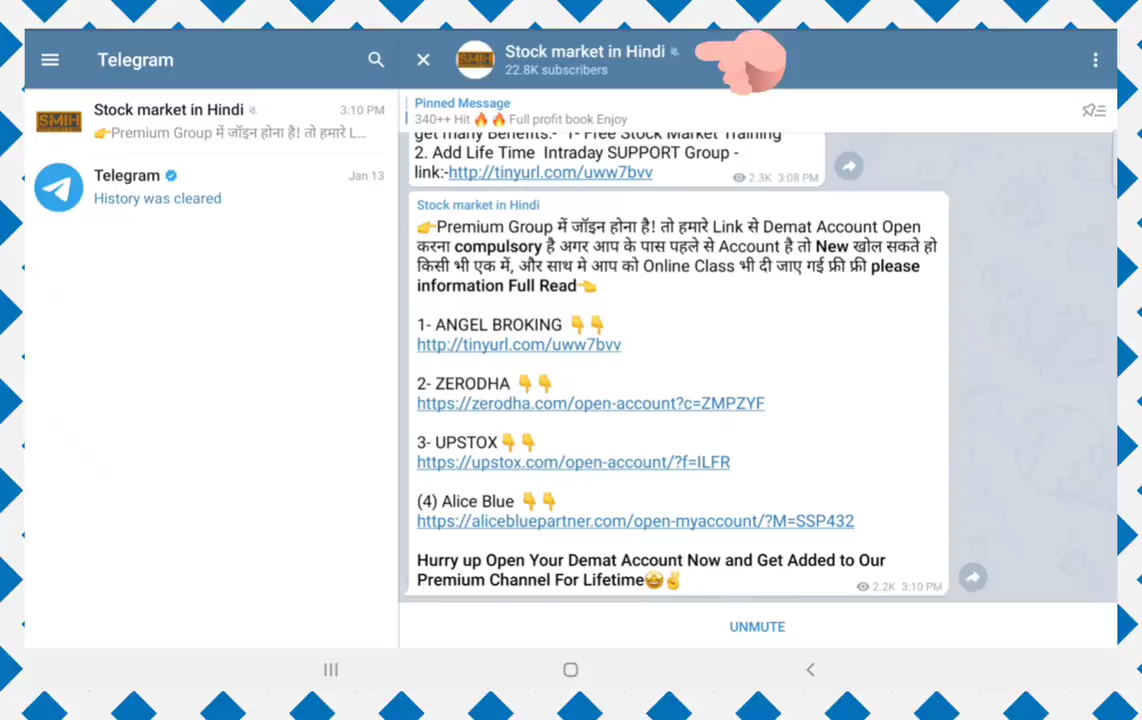 Telegram
Stock market in Hindi
22.8K subscribers
SMIH
Stock market in Hindi
3:10 PM
👉Premium Group में जॉइन होना है! तो हमारे L...
Telegram
Jan 13
History was cleared
Pinned Message
340++ Hit 🔥🔥 Full profit book Enjoy
get many Benefits:- 1- Free Stock Market Training
2. Add Life Time Intraday SUPPORT Group -
link:-http://tinyurl.com/uww7bvv
2.3K 3:08 PM
Stock market in Hindi
👉Premium Group में जॉइन होना है! तो हमारे Link से Demat Account Open
करना compulsory है अगर आप के पास पहले से Account है तो New खोल सकते हो
किसी भी एक में, और साथ मे आप को Online Class भी दी जाए गई फ्री फ्री please
information Full Read👈
1- ANGEL BROKING 👇👇
http://tinyurl.com/uww7bvv
2- ZERODHA 👇👇
https://zerodha.com/open-account?c=ZMPZYF
3- UPSTOX👇👇
https://upstox.com/open-account/?f=ILFR
(4) Alice Blue 👇👇
https://alicebluepartner.com/open-myaccount/?M=SSP432
Hurry up Open Your Demat Account Now and Get Added to Our
Premium Channel For Lifetime🤩✌
2.2K 3:10 PM
UNMUTE